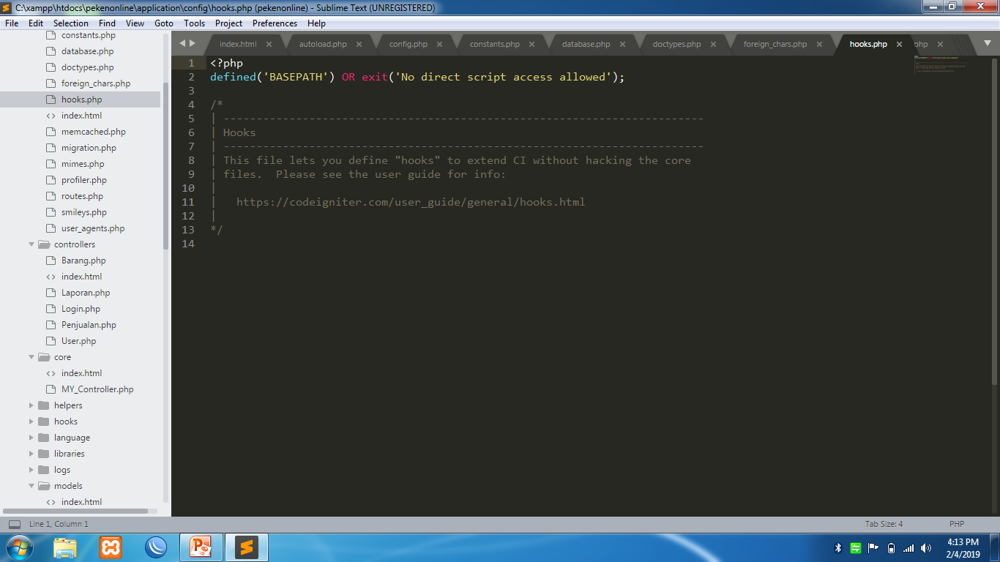 C:\xampp\htdocs\pekenonline\application\config\hooks.php (pekenonline) - Sublime Text (UNREGISTERED)
File Edit Selection Find View Goto Tools Project Preferences Help
constants.php
database.php
doctypes.php
foreign_chars.php
hooks.php
index.html
memcached.php
migration.php
mimes.php
profiler.php
routes.php
smileys.php
user_agents.php
controllers
Barang.php
index.html
Laporan.php
Login.php
Penjualan.php
User.php
core
index.html
MY_Controller.php
helpers
hooks
language
libraries
logs
models
index.html
index.html autoload.php config.php constants.php database.php doctypes.php foreign_chars.php hooks.php php
1 <?php
2 defined('BASEPATH') OR exit('No direct script access allowed');
3
4 /*
5 | -------------------------------------------------------------------------
6 | Hooks
7 | -------------------------------------------------------------------------
8 | This file lets you define "hooks" to extend CI without hacking the core
9 | files.  Please see the user guide for info:
10 |
11 |   https://codeigniter.com/user_guide/general/hooks.html
12 |
13 */
14
Line 1, Column 1 Tab Size: 4 PHP
4:13 PM
2/4/2019